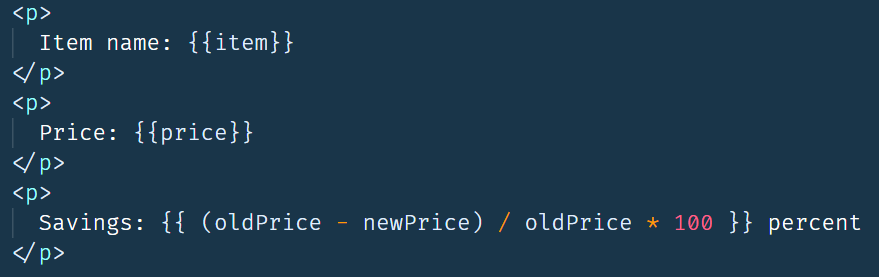 <p>
  Item name: {{item}}
</p>
<p>
  Price: {{price}}
</p>
<p>
  Savings: {{ (oldPrice - newPrice) / oldPrice * 100 }} percent
</p>